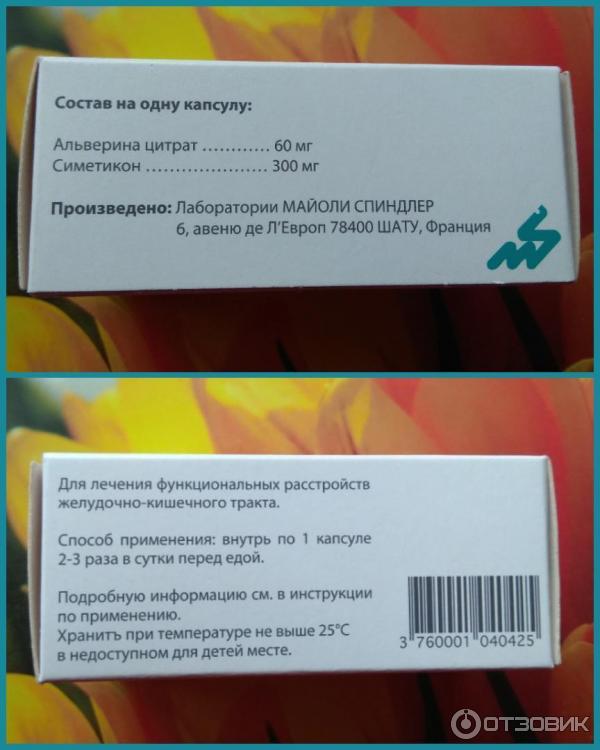 Состав на одну капсулу:
Альверина цитрат ............ 60 мг
Симетикон ..................... 300 мг
Произведено: Лаборатории МАЙОЛИ СПИНДЛЕР
6, авеню де Л'Европ 78400 ШАТУ, Франция
Для лечения функциональных расстройств
желудочно-кишечного тракта.
Способ применения: внутрь по 1 капсуле
2-3 раза в сутки перед едой.
Подробную информацию см. в инструкции
по применению.
Хранитъ при температуре не выше 25°С
в недоступном для детей месте.
3 760001 040425
ОТЗОВИК